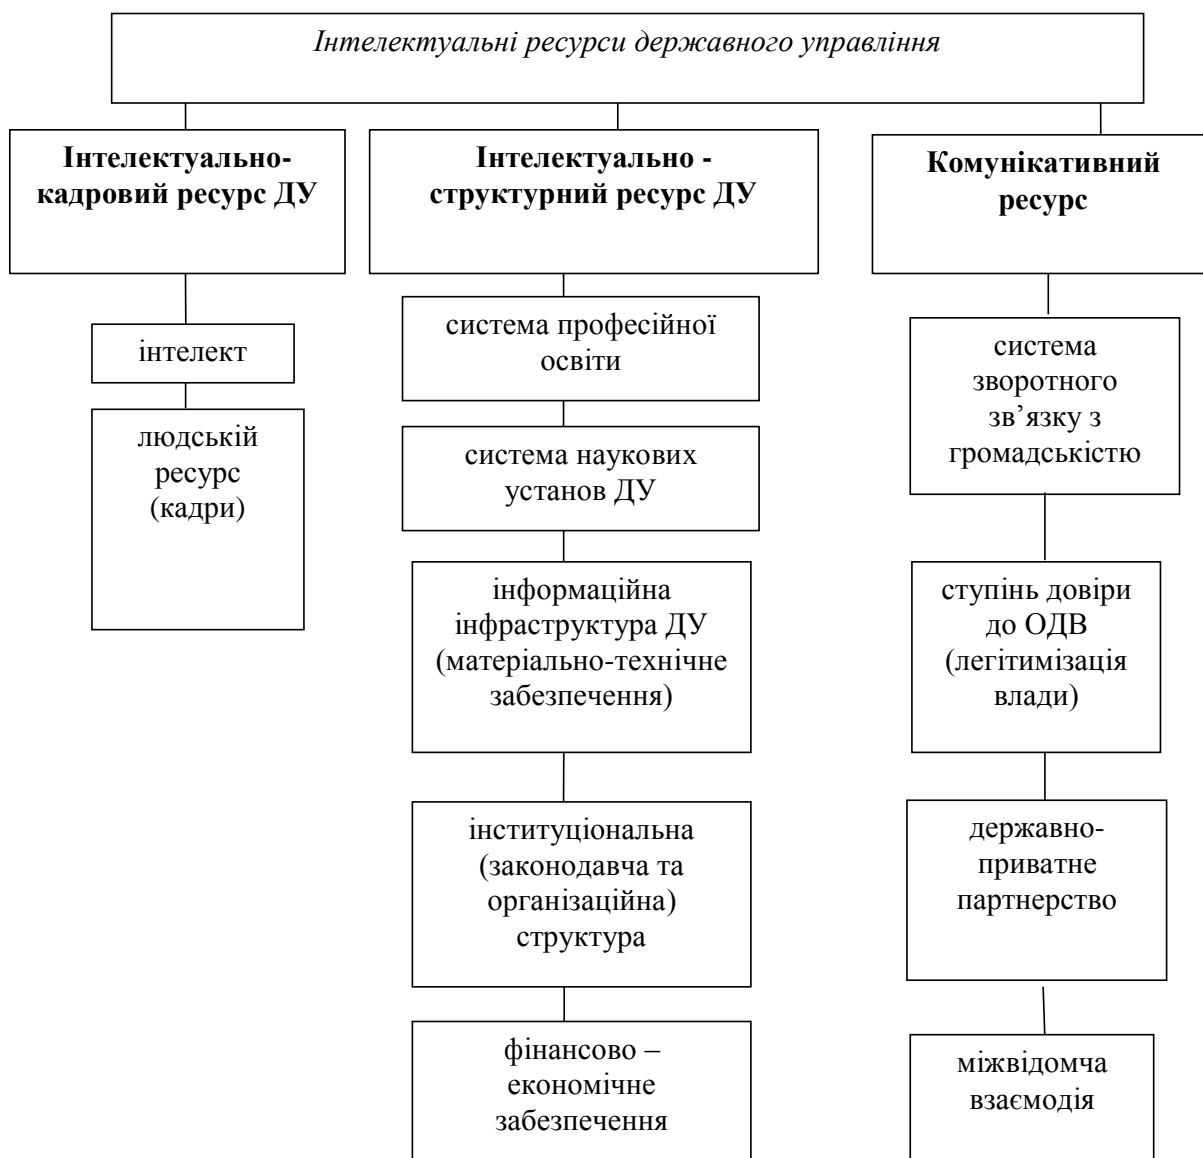 Інтелектуальні ресурси державного управління
Інтелектуально-
кадровий ресурс ДУ
інтелект
людській
ресурс
(кадри)
Інтелектуально -
структурний ресурс ДУ
система професійної
освіти
система наукових
установ ДУ
інформаційна
інфраструктура ДУ
(матеріально-технічне
забезпечення)
інституціональна
(законодавча та
організаційна)
структура
фінансово –
економічне
забезпечення
Комунікативний
ресурс
система
зворотного
зв’язку з
громадськістю
ступінь довіри
до ОДВ
(легітимізація
влади)
державно-
приватне
партнерство
міжвідомча
взаємодія